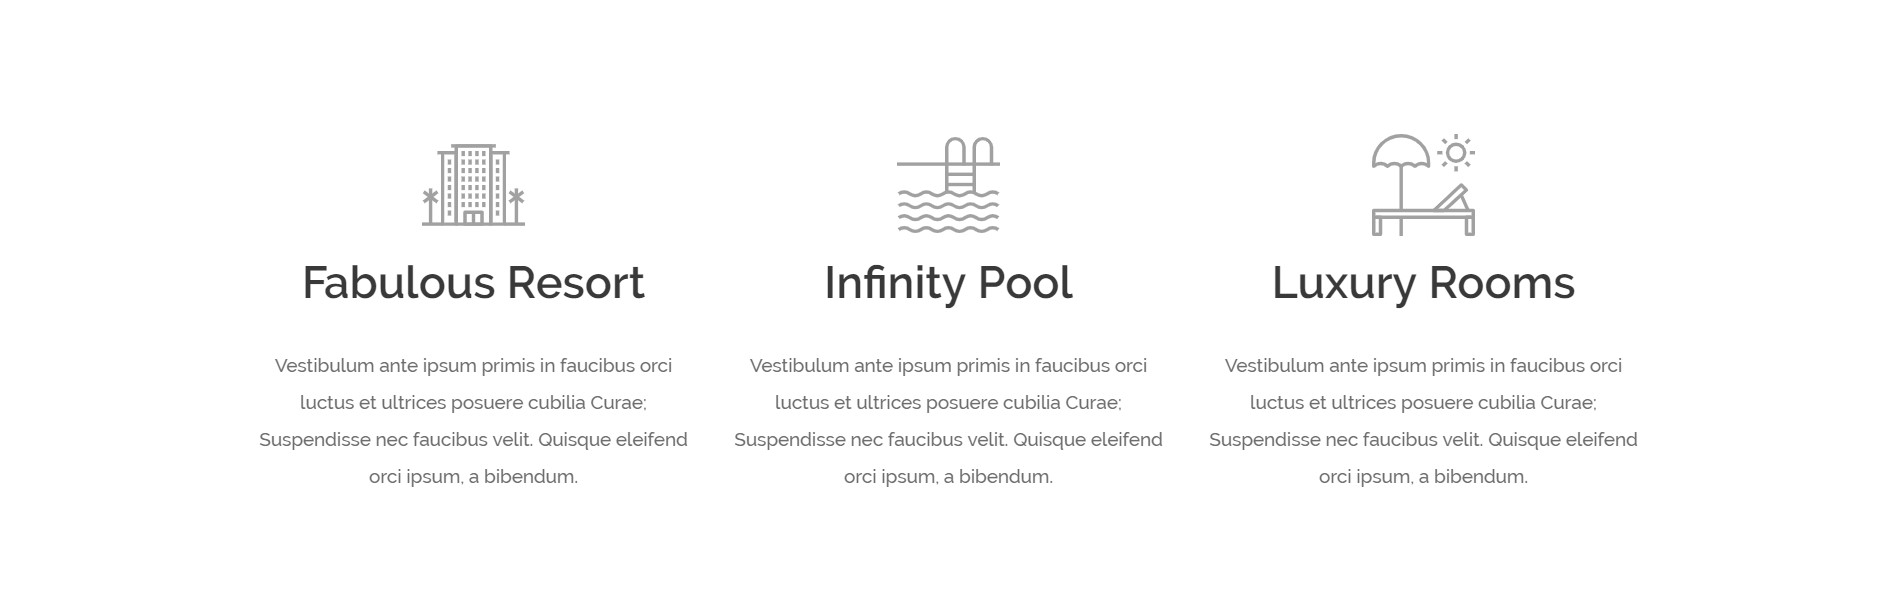 Fabulous Resort
Vestibulum ante ipsum primis in faucibus orci
luctus et ultrices posuere cubilia Curae;
Suspendisse nec faucibus velit. Quisque eleifend
orci ipsum, a bibendum.
Infinity Pool
Vestibulum ante ipsum primis in faucibus orci
luctus et ultrices posuere cubilia Curae;
Suspendisse nec faucibus velit. Quisque eleifend
orci ipsum, a bibendum.
Luxury Rooms
Vestibulum ante ipsum primis in faucibus orci
luctus et ultrices posuere cubilia Curae;
Suspendisse nec faucibus velit. Quisque eleifend
orci ipsum, a bibendum.